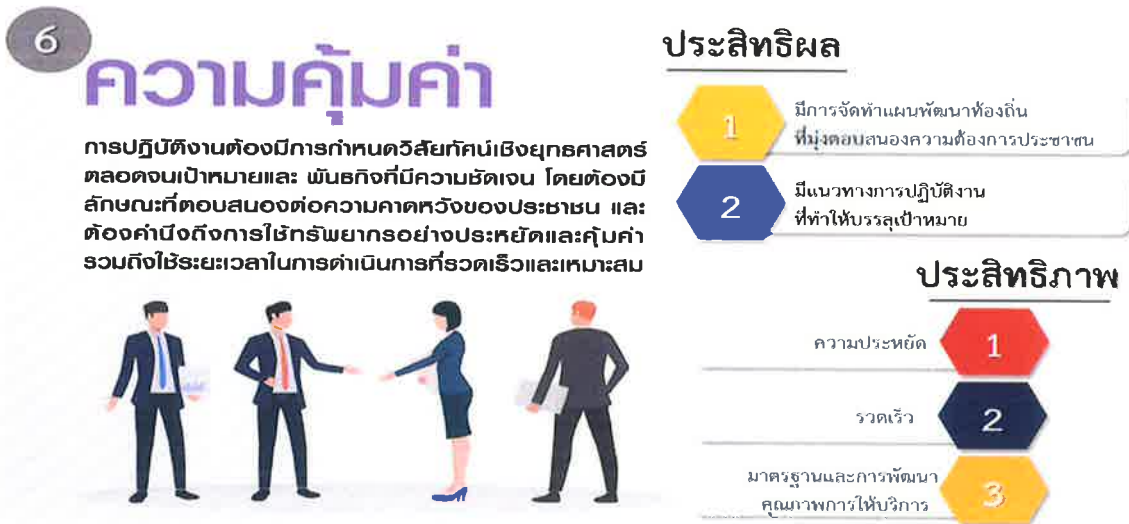 6
ความคุ้มค่า
การปฏิบัติงานต้องมีการกำหนดวิสัยทัศน์เชิงยุทธศาสตร์
ตลอดจนเป้าหมายและ พันธกิจที่มีความชัดเจน โดยต้องมี
ลักษณะที่ตอบสนองต่อความคาดหวังของประชาชน และ
ต้องคำนึงถึงการใช้ทรัพยากรอย่างประหยัดและคุ้มค่า
รวมถึงใช้ระยะเวลาในการดำเนินการที่รวดเร็วและเหมาะสม
ประสิทธิผล
1
มีการจัดทำแผนพัฒนาท้องถิ่น
ที่มุ่งตอบสนองความต้องการประชาชน
2
มีแนวทางการปฏิบัติงาน
ที่ทำให้บรรลุเป้าหมาย
ประสิทธิภาพ
ความประหยัด 1
รวดเร็ว 2
มาตรฐานและการพัฒนา
คุณภาพการให้บริการ
3